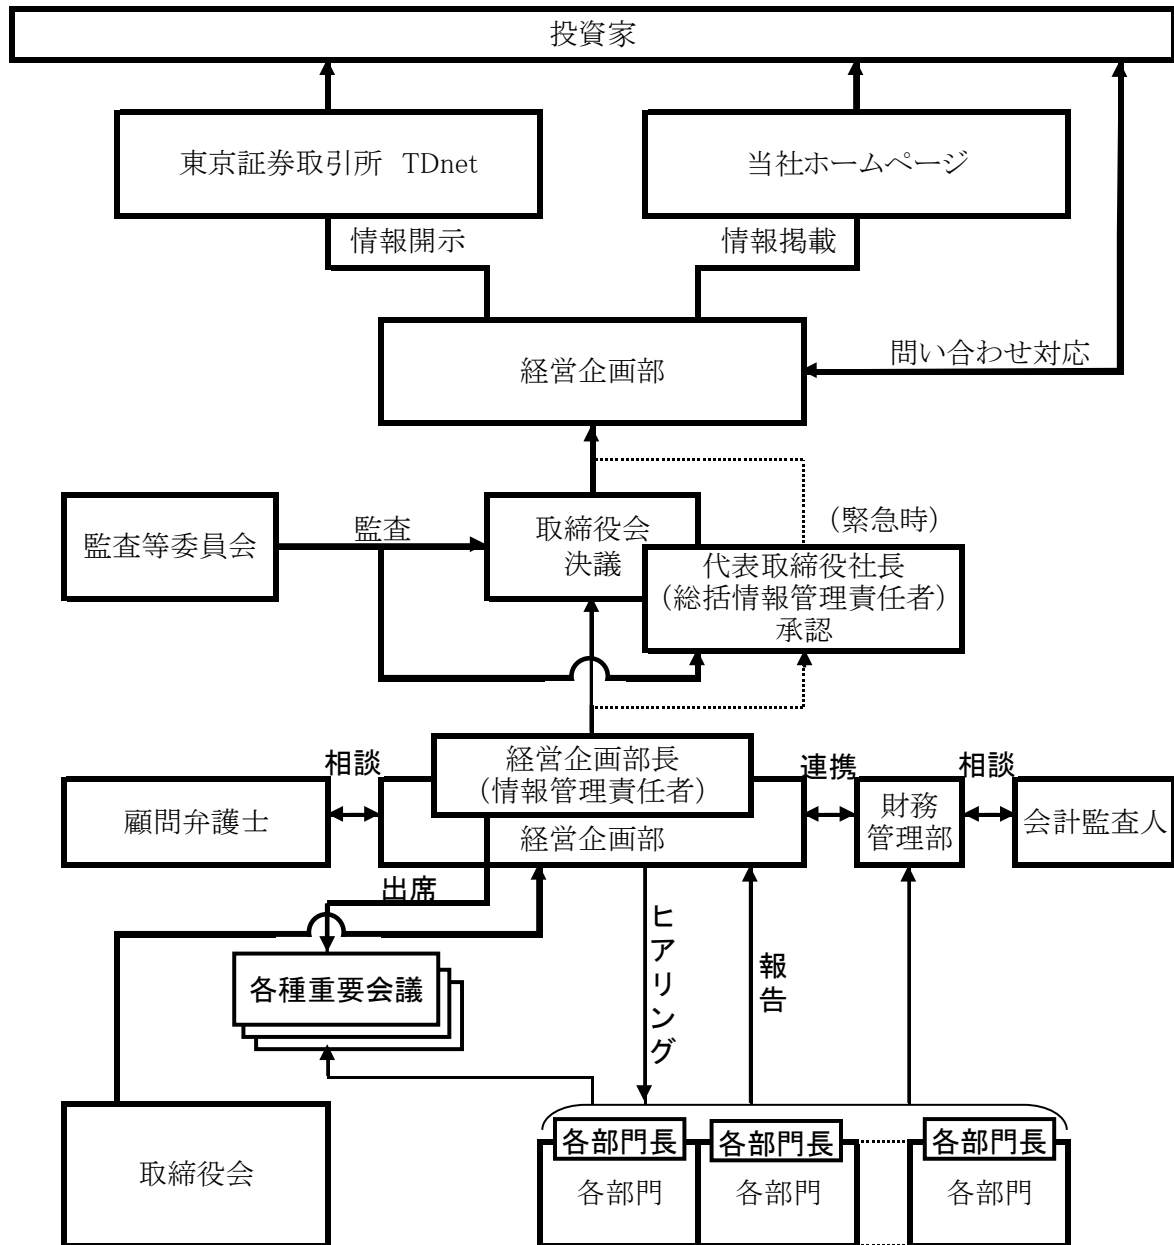 投資家
東京証券取引所 TDnet
当社ホームページ
情報開示
情報掲載
経営企画部
問い合わせ対応
監査等委員会
監査
取締役会
決議
（緊急時）
代表取締役社長
（総括情報管理責任者）
承認
経営企画部長
（情報管理責任者）
経営企画部
相談
顧問弁護士
連携
財務
管理部
相談
会計監査人
出席
ヒアリング
報告
各種重要会議
取締役会
各部門長
各部門長
各部門長
各部門
各部門
各部門